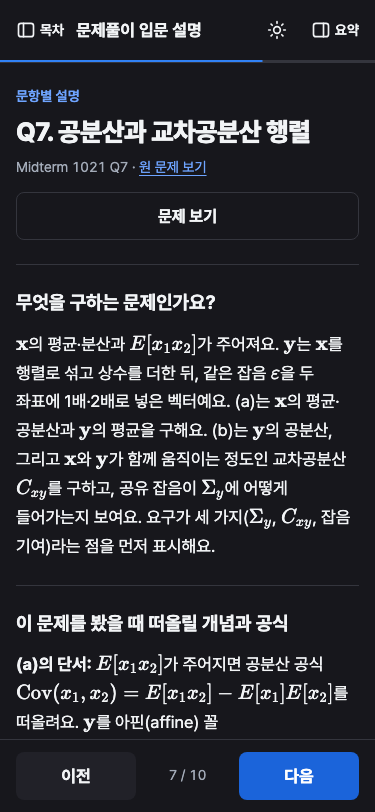 목차 문제풀이 입문 설명 요약
문항별 설명
Q7. 공분산과 교차공분산 행렬
Midterm 1021 Q7 · 원 문제 보기
문제 보기
무엇을 구하는 문제인가요?
x의 평균·분산과 E[x₁x₂]가 주어져요. y는 x를
행렬로 섞고 상수를 더한 뒤, 같은 잡음 ε을 두
좌표에 1배·2배로 넣은 벡터예요. (a)는 x의 평균·
공분산과 y의 평균을 구해요. (b)는 y의 공분산,
그리고 x와 y가 함께 움직이는 정도인 교차공분산
Cₓᵧ를 구하고, 공유 잡음이 Σᵧ에 어떻게
들어가는지 보여요. 요구가 세 가지(Σᵧ, Cₓᵧ, 잡음
기여)라는 점을 먼저 표시해요.
이 문제를 봤을 때 떠올릴 개념과 공식
(a)의 단서: E[x₁x₂]가 주어지면 공분산 공식
Cov(x₁, x₂) = E[x₁x₂] − E[x₁]E[x₂]를
떠올려요. y를 아핀(affine) 꼴
이전 7 / 10 다음